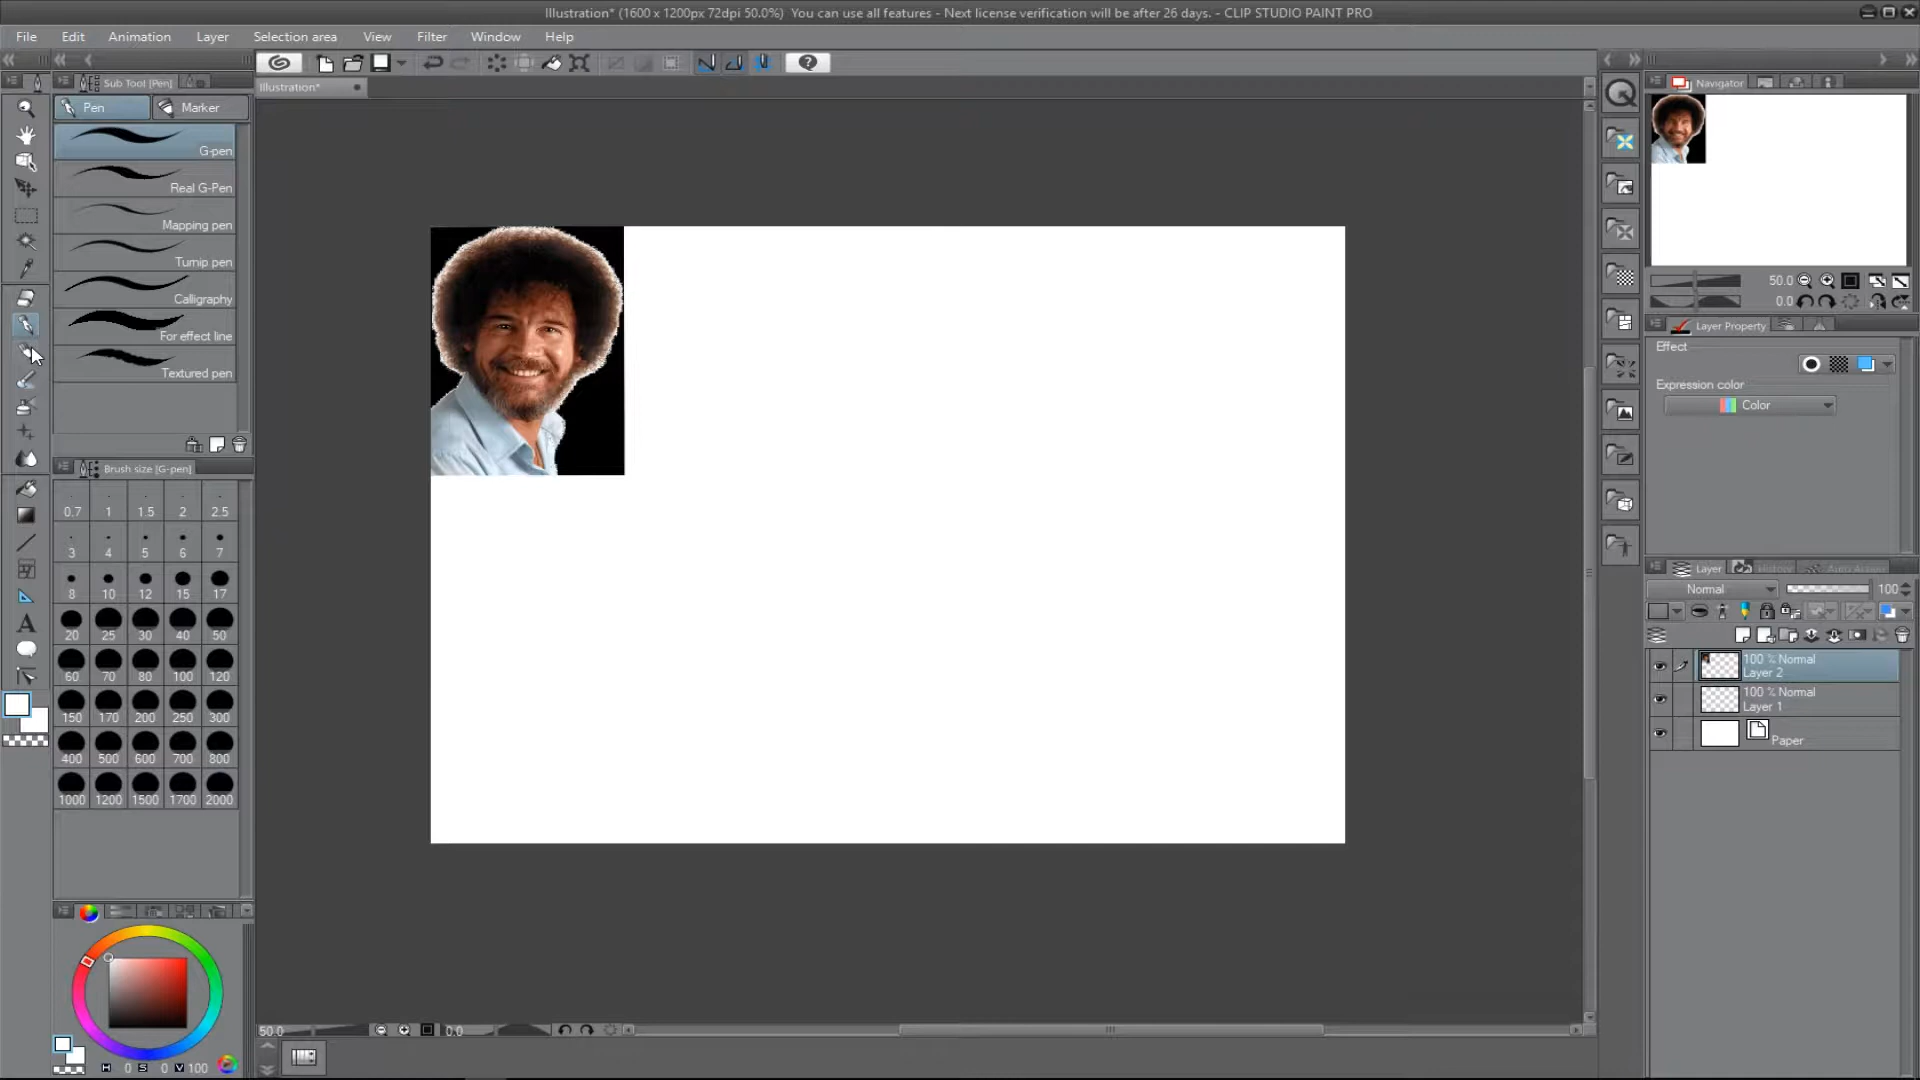 Illustration* (1600 x 1200px 72dpi 50.0%)  You can use all features - Next license verification will be after 26 days. - CLIP STUDIO PAINT PRO
File Edit Animation Layer Selection area View Filter Window Help
Sub Tool [Pen]
Illustration*
Navigator
Pen Marker
G-pen
Real G-Pen
Mapping pen
Turnip pen
Calligraphy
For effect line
Textured pen
50.0
0.0
Layer Property
Effect
Expression color
Color
Brush size [G-pen]
0.7 1 1.5 2 2.5
3 4 5 6 7
8 10 12 15 17
20 25 30 40 50
60 70 80 100 120
150 170 200 250 300
400 500 600 700 800
1000 1200 1500 1700 2000
Layer History Auto Action
Normal 100
100 % Normal
Layer 2
100 % Normal
Layer 1
Paper
50.0 0.0
H 0 S 0 V 100